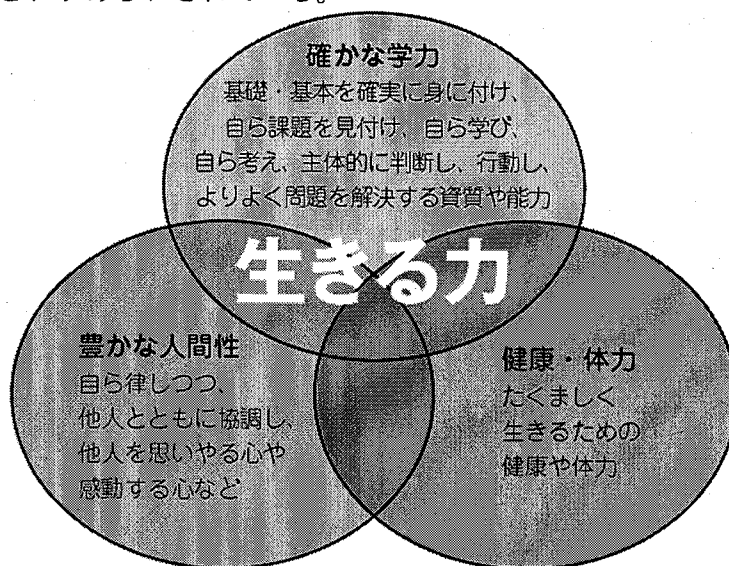 確かな学力
基礎・基本を確実に身に付け、
自ら課題を見付け、自ら学び、
自ら考え、主体的に判断し、行動し、
よりよく問題を解決する資質や能力
生きる力
豊かな人間性
自ら律しつつ、
他人とともに協調し、
他人を思いやる心や
感動する心など
健康・体力
たくましく
生きるための
健康や体力